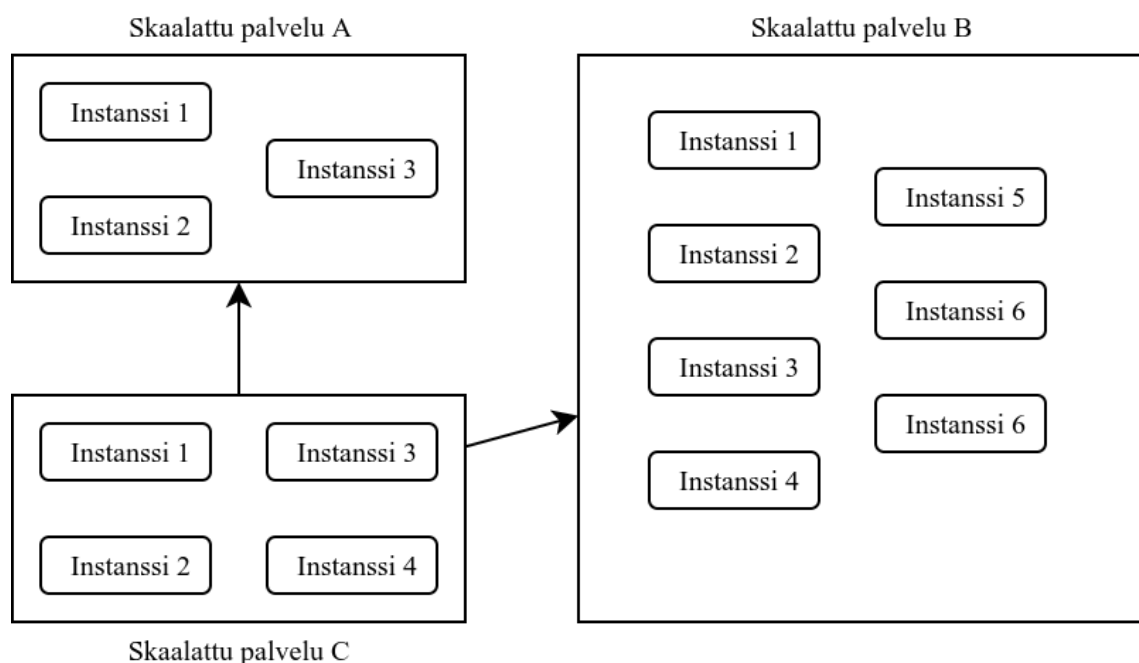 Skaalattu palvelu A
Instanssi 1
Instanssi 3
Instanssi 2
Skaalattu palvelu B
Instanssi 1
Instanssi 5
Instanssi 2
Instanssi 6
Instanssi 3
Instanssi 6
Instanssi 4
Instanssi 1
Instanssi 3
Instanssi 2
Instanssi 4
Skaalattu palvelu C